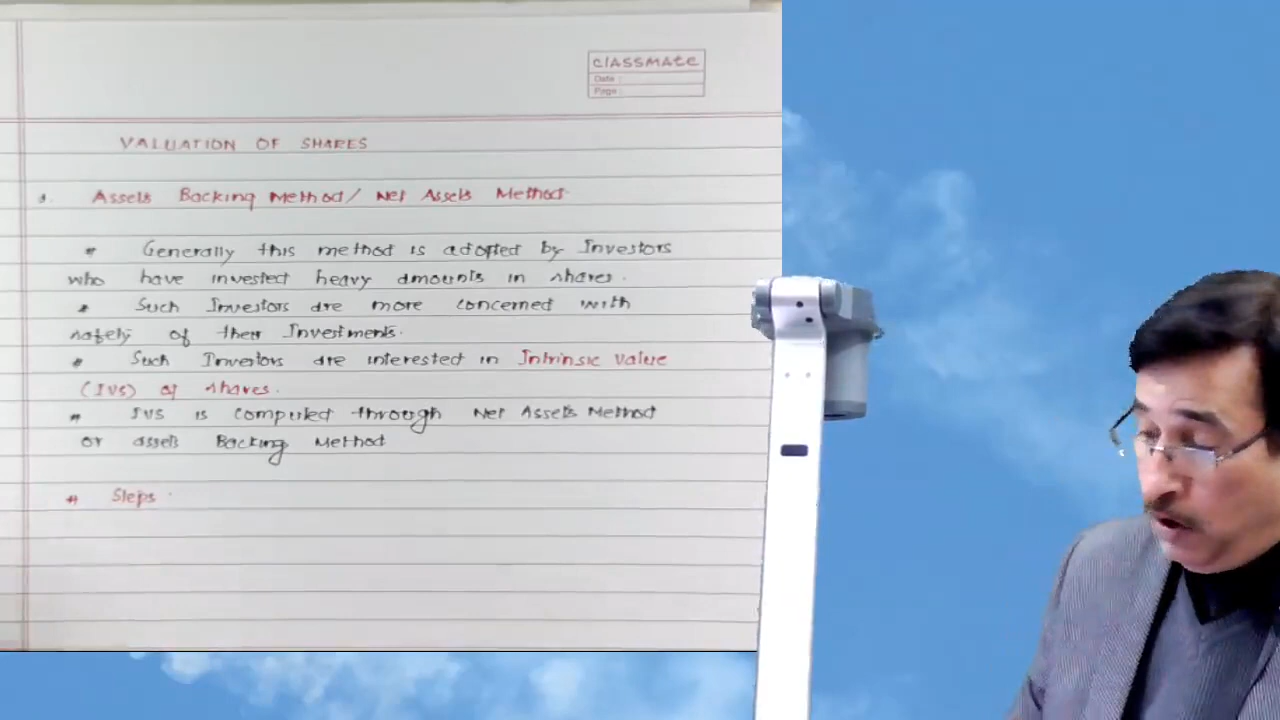 classmate
Date :
Page :
VALUATION OF SHARES
Assets Backing Method/ Net Assets Method
* Generally this method is adopted by Investors
who have invested heavy amounts in shares.
* Such Investors are more concerned with
safety of their Investments.
* Such Investors are interested in Intrinsic value
(IVS) of shares.
* IVS is computed through Net Assets Method
or assets Backing Method
# Steps